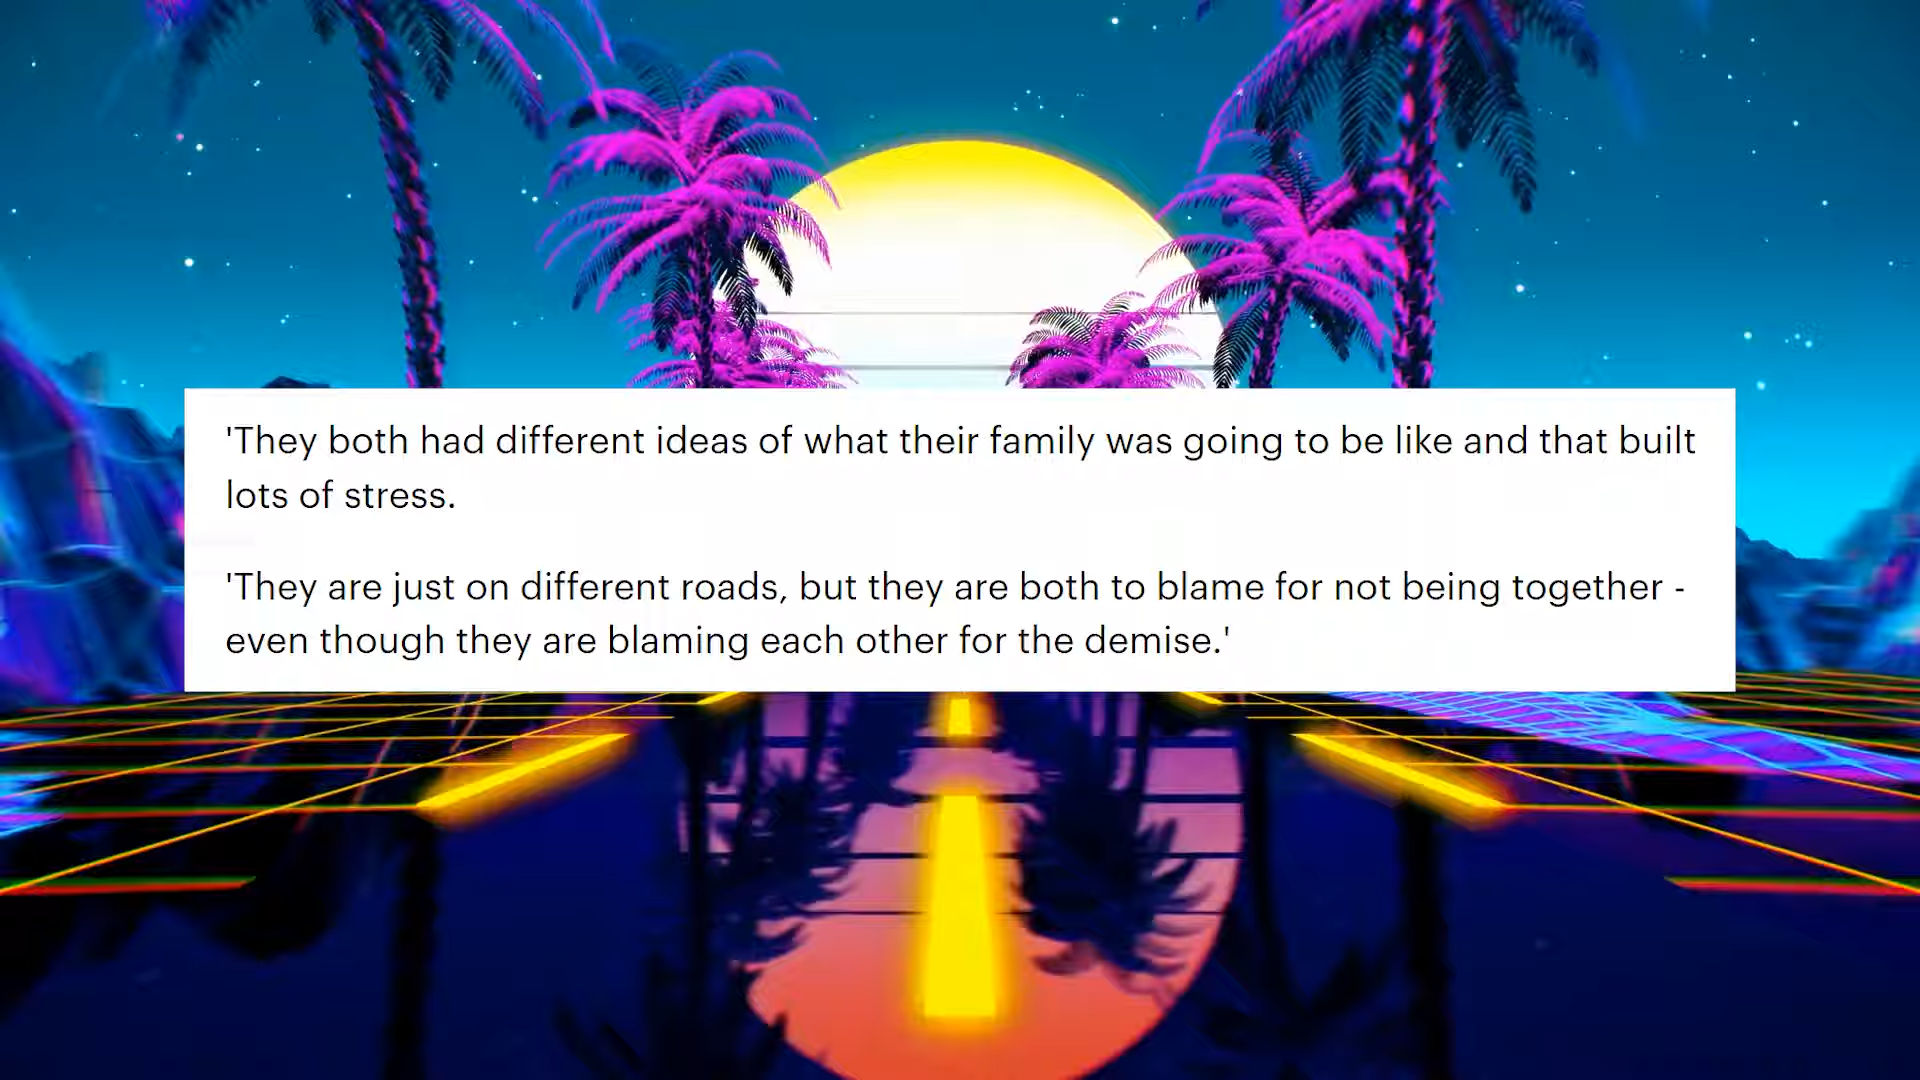 'They both had different ideas of what their family was going to be like and that built
lots of stress.
'They are just on different roads, but they are both to blame for not being together -
even though they are blaming each other for the demise.'